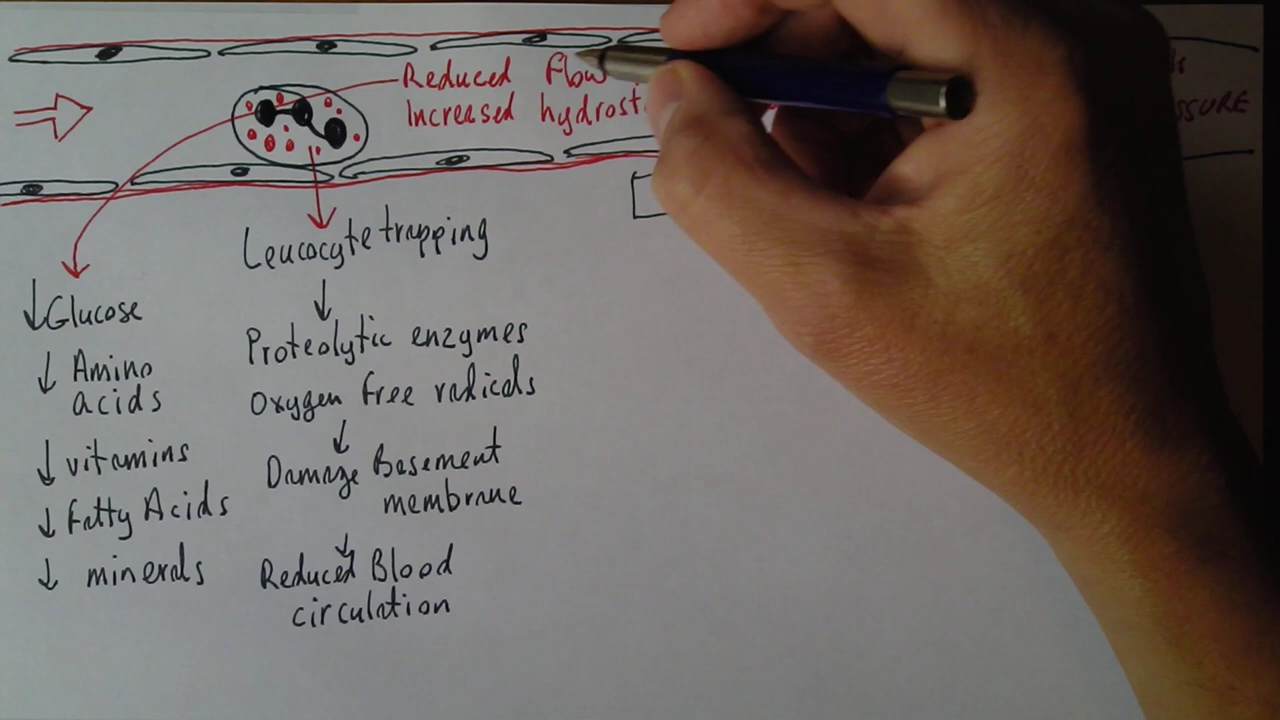 Reduced Flow
Increased hydrost
SSURE
Leucocyte trapping
↓ Glucose
Proteolytic enzymes
↓ Amino
acids
Oxygen free radicals
↓ vitamins
Damage Basement
membrane
↓ Fatty Acids
↓ minerals
Reduced Blood
circulation